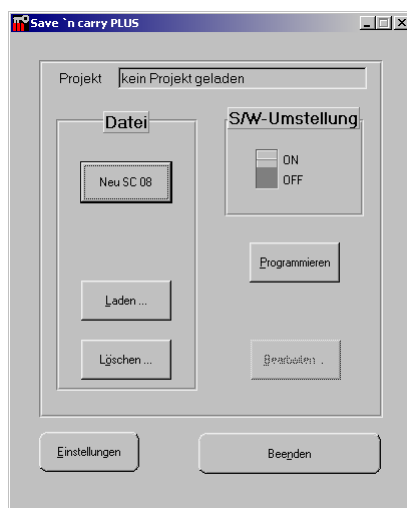 Save `n carry PLUS
Projekt kein Projekt geladen
Datei
S/W-Umstellung
ON
OFF
Neu SC 08
Programmieren
Laden ...
Löschen ...
Bearbeiten .
Einstellungen
Beenden